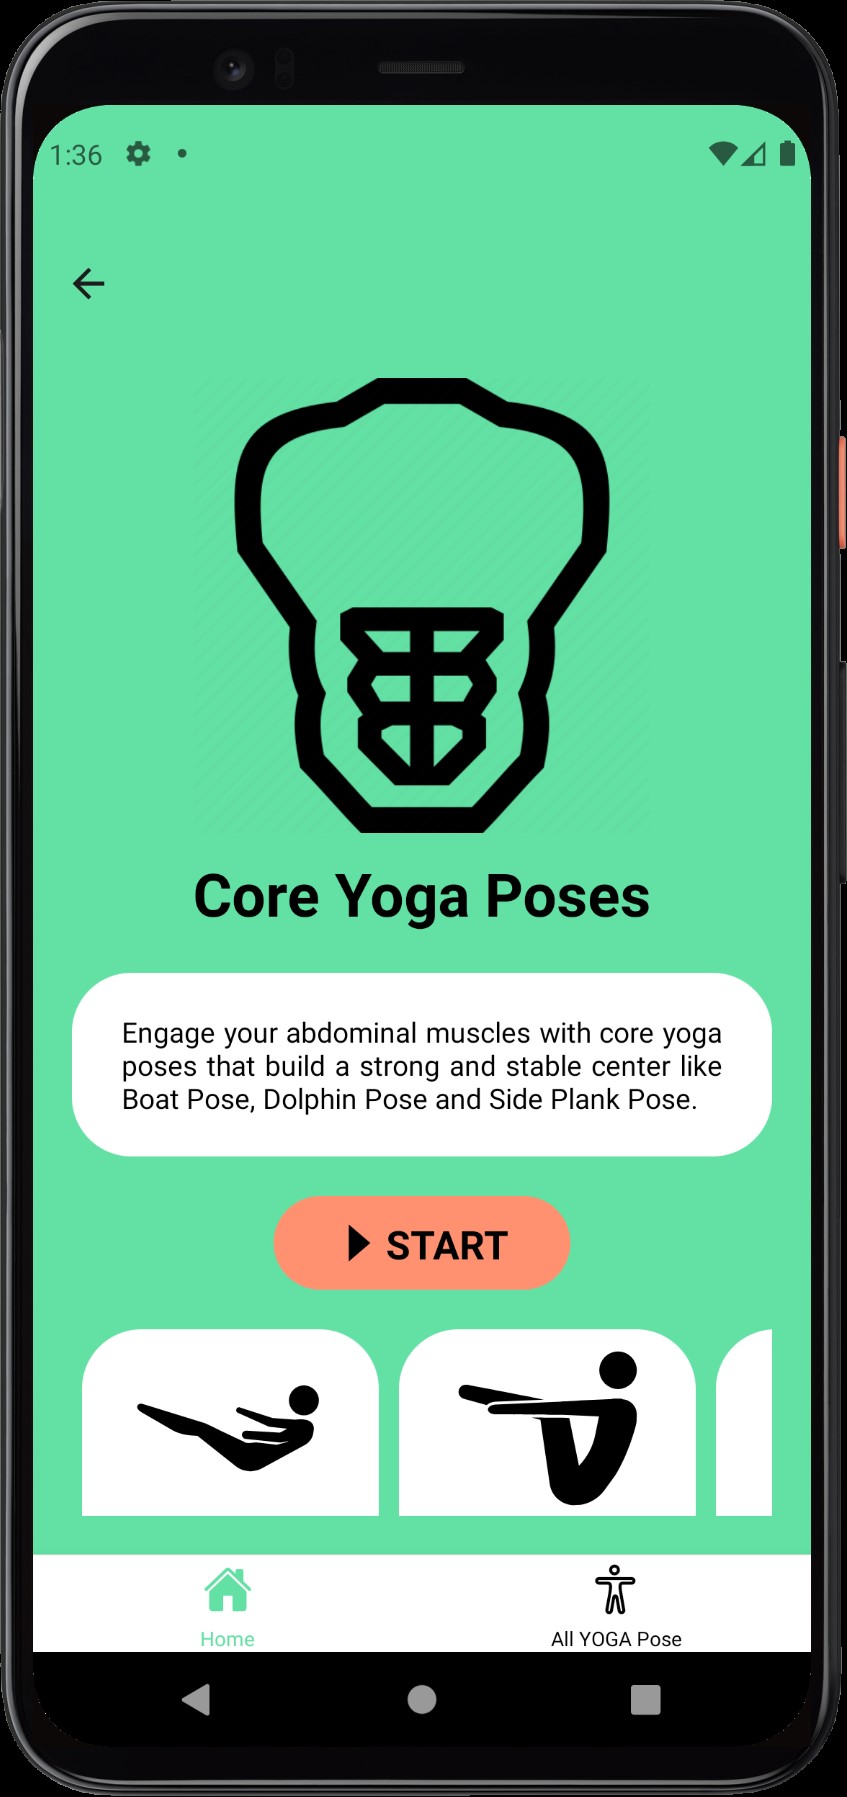 1:36
Core Yoga Poses
Engage your abdominal muscles with core yoga
poses that build a strong and stable center like
Boat Pose, Dolphin Pose and Side Plank Pose.
START
Home
All YOGA Pose